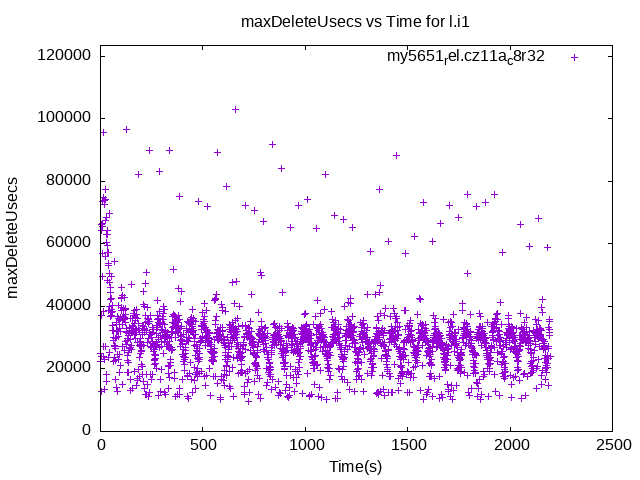 maxDeleteUsecs vs Time for l.i1
my5651rel.cz11ac8r32
120000
100000
80000
60000
40000
20000
0
maxDeleteUsecs
0 500 1000 1500 2000 2500
Time(s)